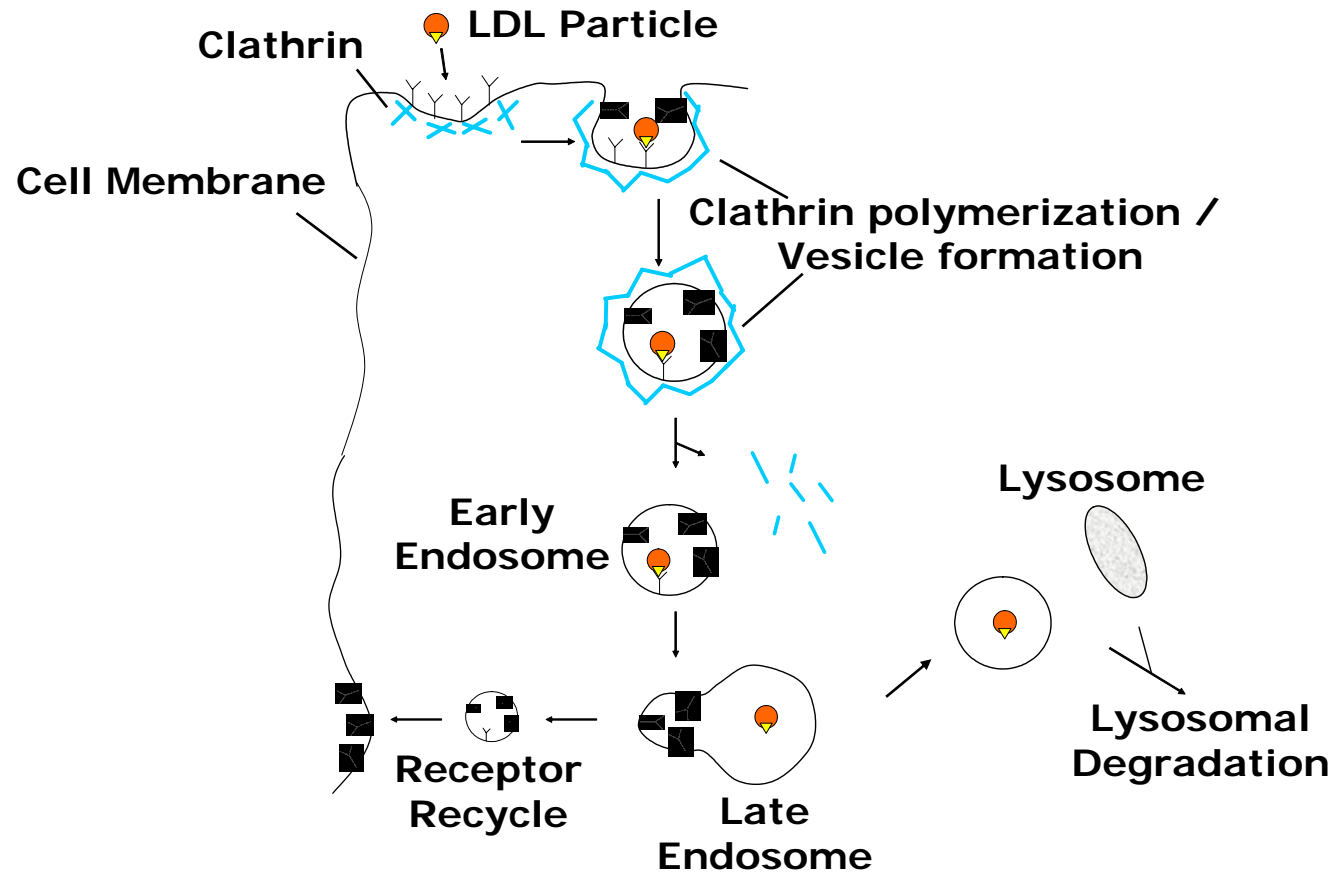 LDL Particle
Clathrin
Cell Membrane
Clathrin polymerization /
Vesicle formation
Lysosome
Early
Endosome
Lysosomal
Degradation
Receptor
Recycle
Late
Endosome